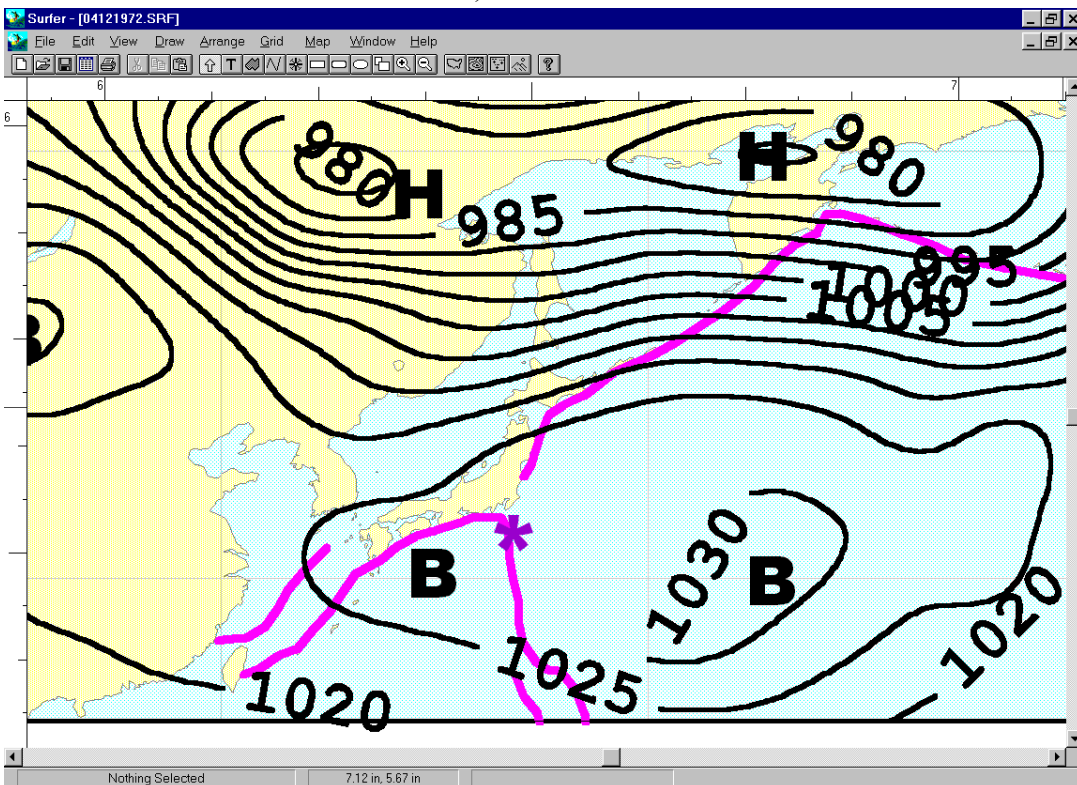 Surfer - [04121972.SRF]
File Edit View Draw Arrange Grid Map Window Help
T
?
6 7
6
980 H 980
H
985
995
1000
1005
B
B
1030
1025
1020
1020
Nothing Selected 7.12 in, 5.67 in